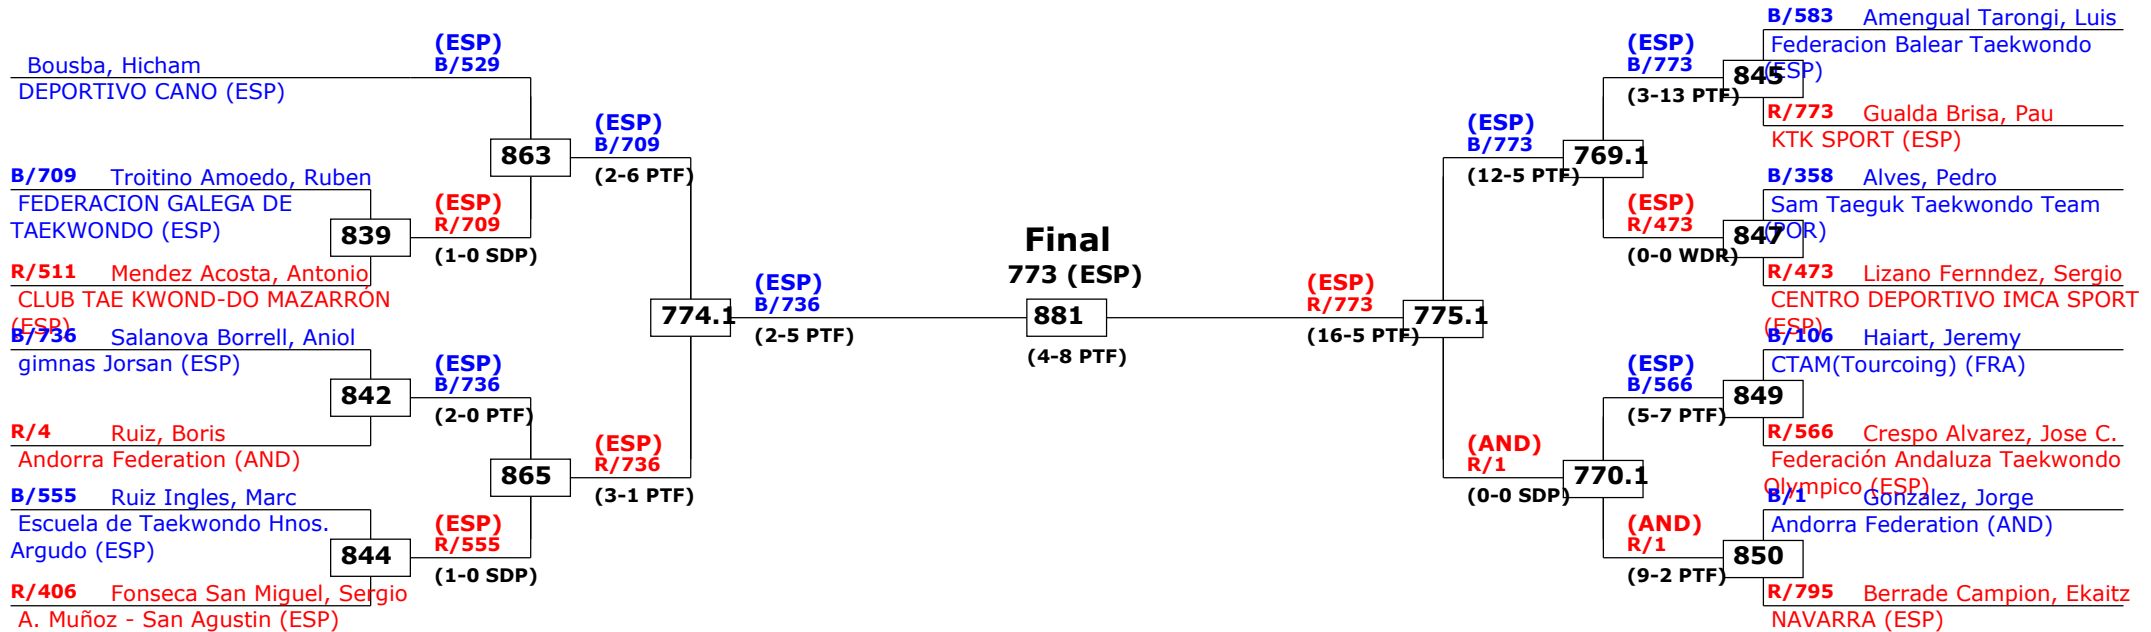 (ESP)
B/529
Bousba, Hicham
DEPORTIVO CANO (ESP)
863
(ESP)
B/709
(2-6 PTF)
B/709 Troitino Amoedo, Ruben
FEDERACION GALEGA DE
TAEKWONDO (ESP)
839
(ESP)
R/709
(1-0 SDP)
R/511 Mendez Acosta, Antonio
CLUB TAE KWOND-DO MAZARRÓN
(ESP)
774.1
(ESP)
B/736
(2-5 PTF)
B/736 Salanova Borrell, Aniol
gimnas Jorsan (ESP)
842
(ESP)
B/736
(2-0 PTF)
R/4 Ruiz, Boris
Andorra Federation (AND)
865
(ESP)
R/736
(3-1 PTF)
B/555 Ruiz Ingles, Marc
Escuela de Taekwondo Hnos.
Argudo (ESP)
844
(ESP)
R/555
(1-0 SDP)
R/406 Fonseca San Miguel, Sergio
A. Muñoz - San Agustin (ESP)
Final
773 (ESP)
881
(4-8 PTF)
(ESP)
R/773
(16-5 PTF)
775.1
(ESP)
B/773
(12-5 PTF)
769.1
(ESP)
B/773
(3-13 PTF)
845
B/583 Amengual Tarongi, Luis
Federacion Balear Taekwondo
(ESP)
R/773 Gualda Brisa, Pau
KTK SPORT (ESP)
(ESP)
R/473
(0-0 WDR)
847
B/358 Alves, Pedro
Sam Taeguk Taekwondo Team
(POR)
R/473 Lizano Fernndez, Sergio
CENTRO DEPORTIVO IMCA SPORT
(ESP)
(AND)
R/1
(0-0 SDP)
770.1
(ESP)
B/566
(5-7 PTF)
849
B/106 Haiart, Jeremy
CTAM(Tourcoing) (FRA)
R/566 Crespo Alvarez, Jose C.
Federación Andaluza Taekwondo
Olympico (ESP)
(AND)
R/1
(9-2 PTF)
850
B/1 Gonzalez, Jorge
Andorra Federation (AND)
R/795 Berrade Campion, Ekaitz
NAVARRA (ESP)